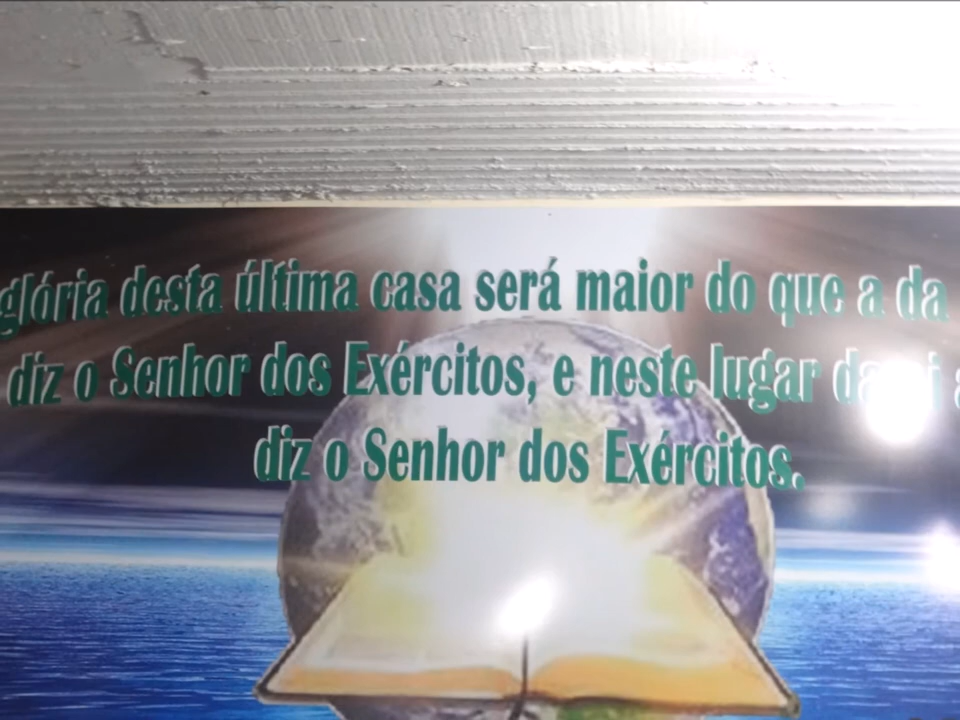 glória desta última casa será maior do que a da
diz o Senhor dos Exércitos, e neste lugar
diz o Senhor dos Exércitos.